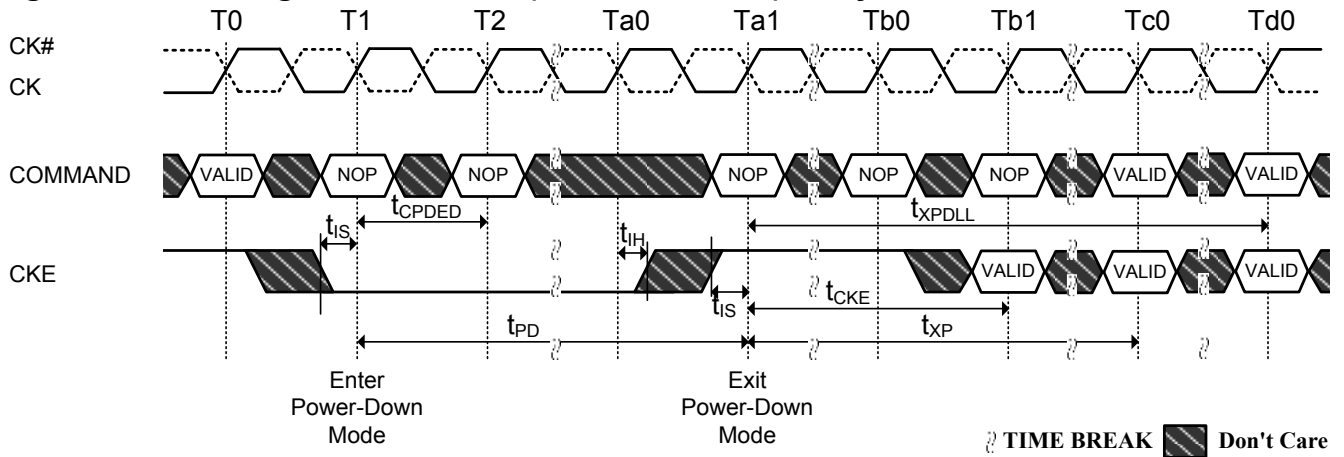 T0 T1 T2 Ta0 Ta1 Tb0 Tb1 Tc0 Td0
CK#
CK
COMMAND VALID NOP NOP NOP NOP NOP VALID VALID
tCPDED tXPDLL
tIS tIH
CKE VALID VALID VALID
tIS tCKE
tPD tXP
Enter
Power-Down
Mode
Exit
Power-Down
Mode
TIME BREAK Don't Care